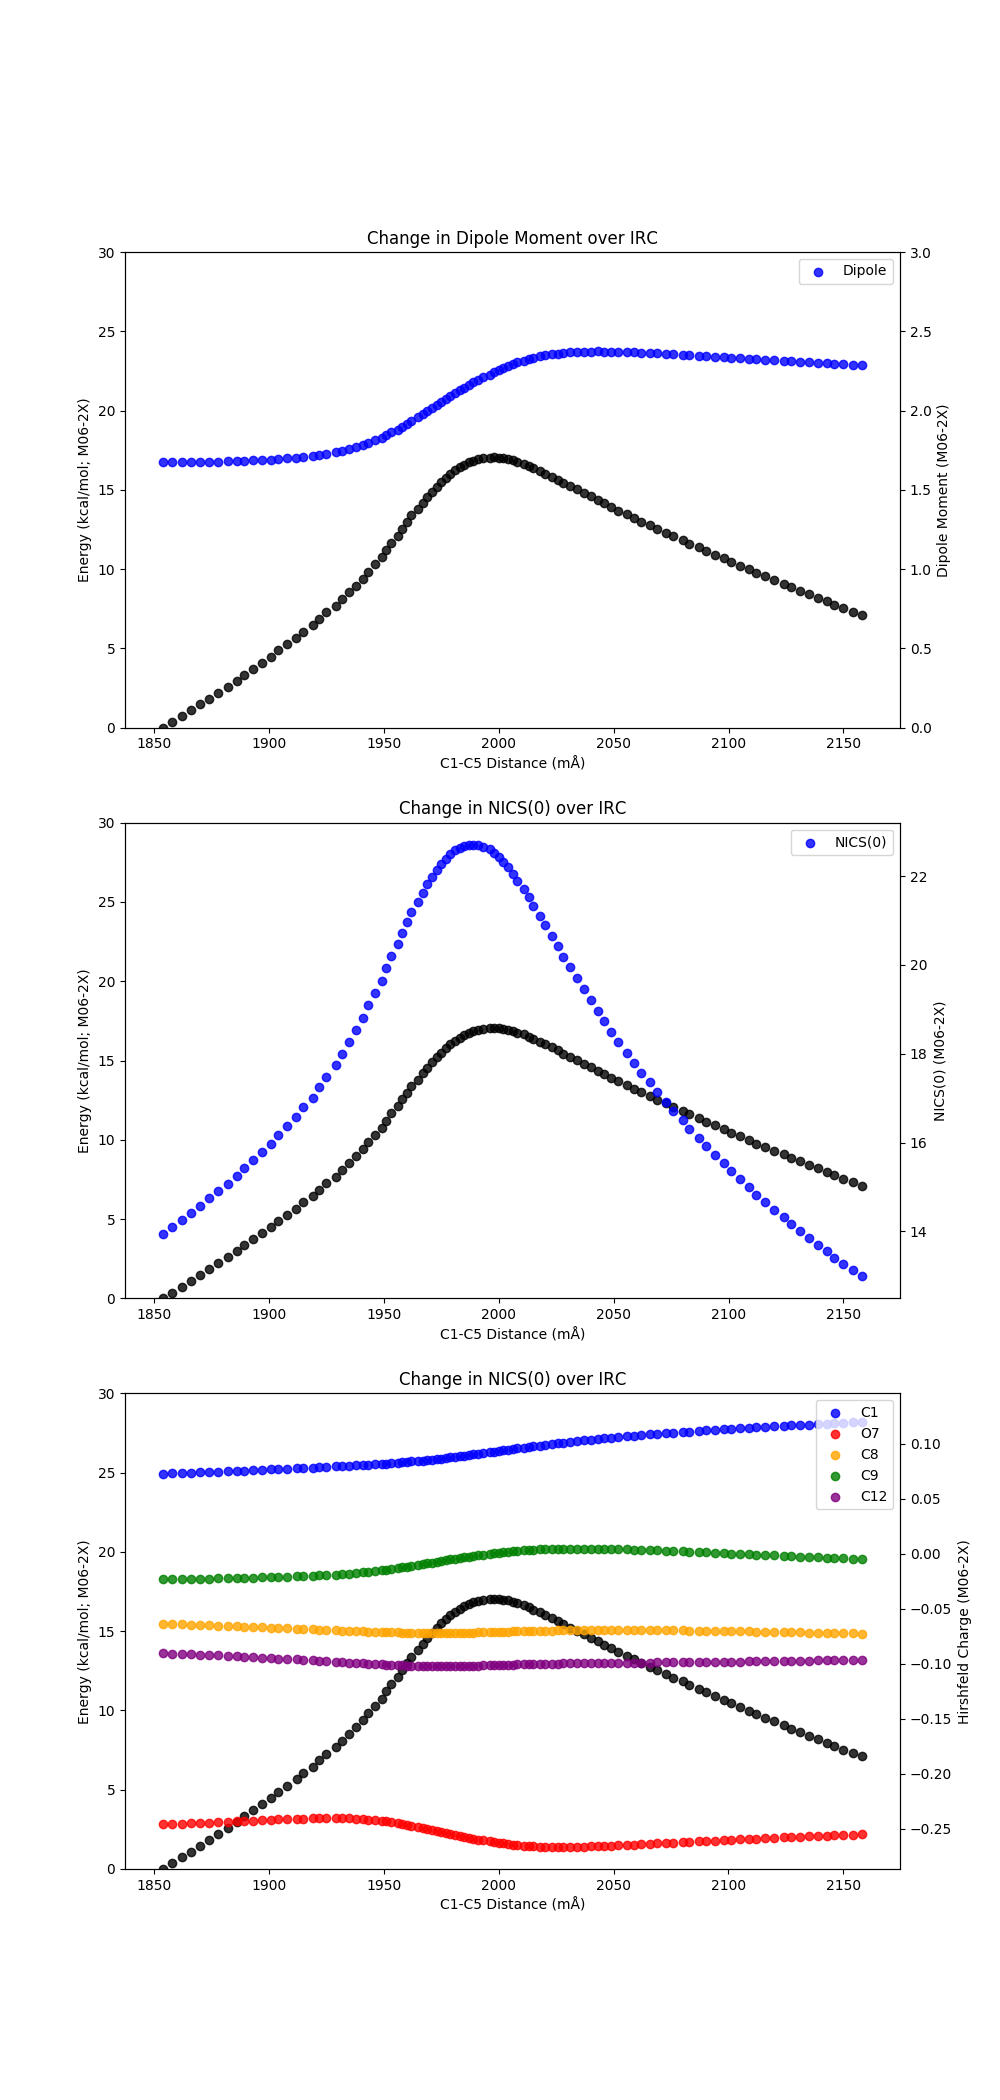 Change in Dipole Moment over IRC
30
25
20
15
10
5
0
Energy (kcal/mol; M06-2X)
3.0
2.5
2.0
1.5
1.0
0.5
0.0
Dipole Moment (M06-2X)
Dipole
1850 1900 1950 2000 2050 2100 2150
C1-C5 Distance (mÅ)
Change in NICS(0) over IRC
30
25
20
15
10
5
0
Energy (kcal/mol; M06-2X)
22
20
18
16
14
NICS(0) (M06-2X)
NICS(0)
1850 1900 1950 2000 2050 2100 2150
C1-C5 Distance (mÅ)
Change in NICS(0) over IRC
30
25
20
15
10
5
0
Energy (kcal/mol; M06-2X)
0.10
0.05
0.00
−0.05
−0.10
−0.15
−0.20
−0.25
Hirshfeld Charge (M06-2X)
C1
O7
C8
C9
C12
1850 1900 1950 2000 2050 2100 2150
C1-C5 Distance (mÅ)